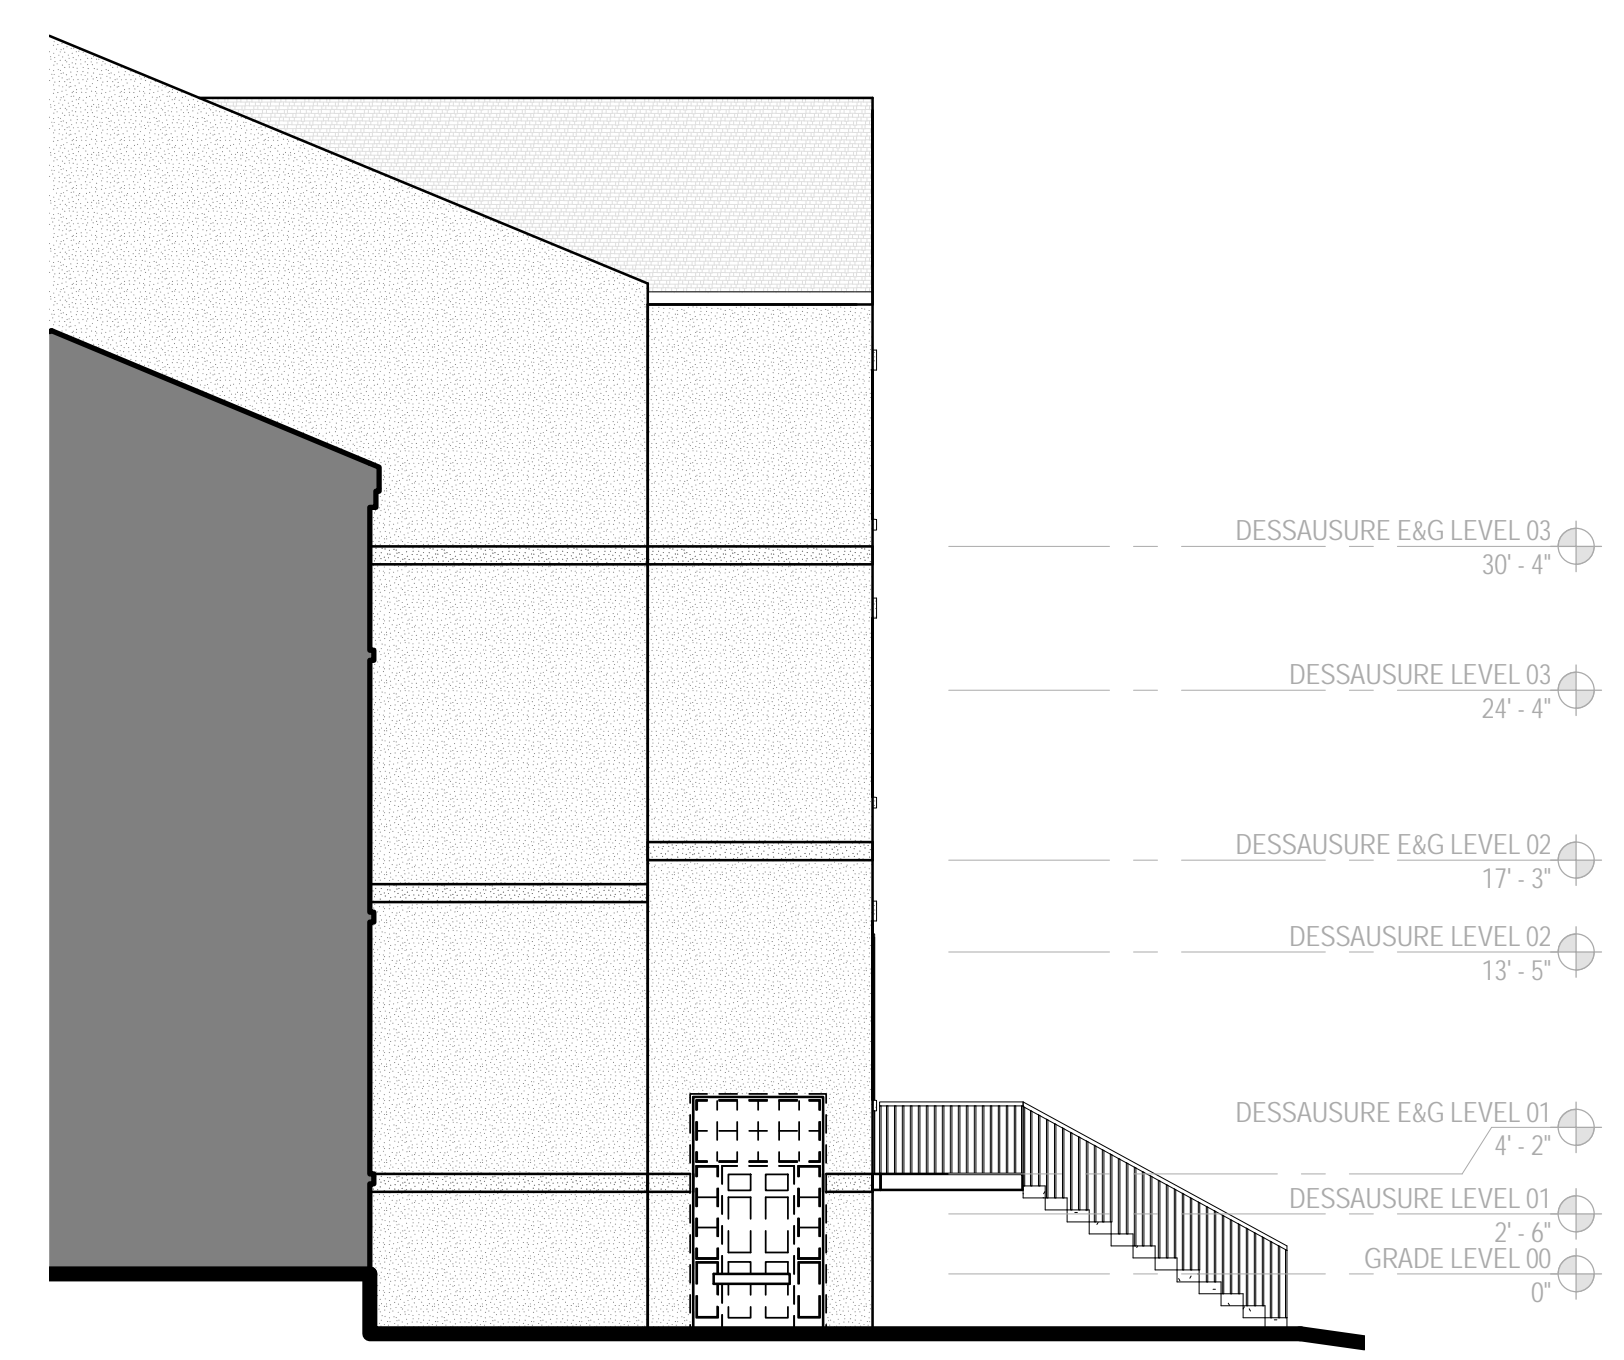 DESSAUSURE E&G LEVEL 03
30' - 4"
DESSAUSURE LEVEL 03
24' - 4"
DESSAUSURE E&G LEVEL 02
17' - 3"
DESSAUSURE LEVEL 02
13' - 5"
DESSAUSURE E&G LEVEL 01
4' - 2"
DESSAUSURE LEVEL 01
2' - 6"
GRADE LEVEL 00
0"